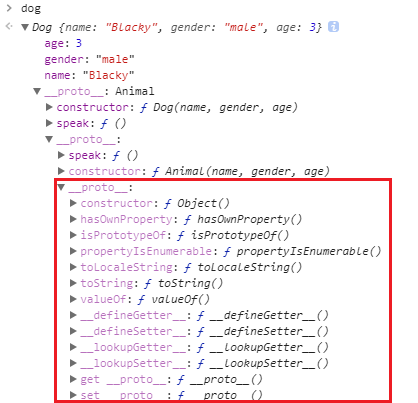 dog
Dog {name: "Blacky", gender: "male", age: 3} i
age: 3
gender: "male"
name: "Blacky"
__proto__: Animal
constructor: ƒ Dog(name, gender, age)
speak: ƒ ()
__proto__:
speak: ƒ ()
constructor: ƒ Animal(name, gender, age)
__proto__:
constructor: ƒ Object()
hasOwnProperty: ƒ hasOwnProperty()
isPrototypeOf: ƒ isPrototypeOf()
propertyIsEnumerable: ƒ propertyIsEnumerable()
toLocaleString: ƒ toLocaleString()
toString: ƒ toString()
valueOf: ƒ valueOf()
__defineGetter__: ƒ __defineGetter__()
__defineSetter__: ƒ __defineSetter__()
__lookupGetter__: ƒ __lookupGetter__()
__lookupSetter__: ƒ __lookupSetter__()
get __proto__: ƒ __proto__()
set __proto__: ƒ __proto__()